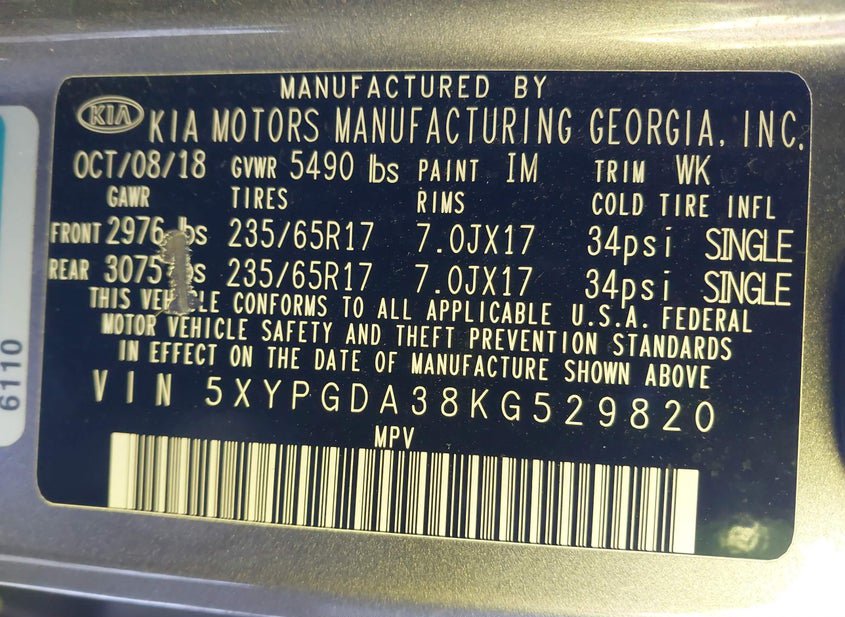 MANUFACTURED BY
KIA KIA MOTORS MANUFACTURING GEORGIA, INC.
OCT/08/18 GVWR 5490 lbs PAINT IM TRIM WK
GAWR TIRES RIMS COLD TIRE INFL
FRONT 2976 lbs 235/65R17 7.0JX17 34psi SINGLE
REAR 3075 lbs 235/65R17 7.0JX17 34psi SINGLE
THIS VEHICLE CONFORMS TO ALL APPLICABLE U.S.A. FEDERAL
MOTOR VEHICLE SAFETY AND THEFT PREVENTION STANDARDS
IN EFFECT ON THE DATE OF MANUFACTURE SHOWN ABOVE
VIN 5XYPGDA38KG529820
MPV
6110